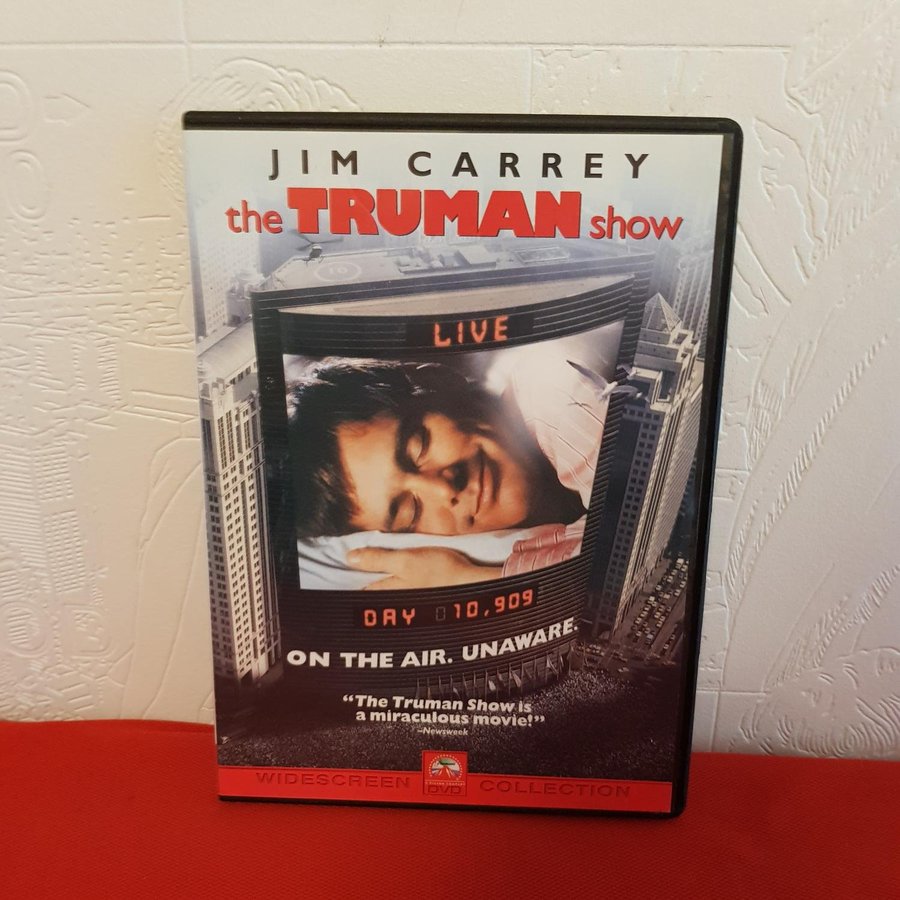 JIM CARREY
the TRUMAN show
LIVE
DAY 10,909
ON THE AIR. UNAWARE.
“The Truman Show is
a miraculous movie!”
–Newsweek
WIDESCREEN DVD COLLECTION